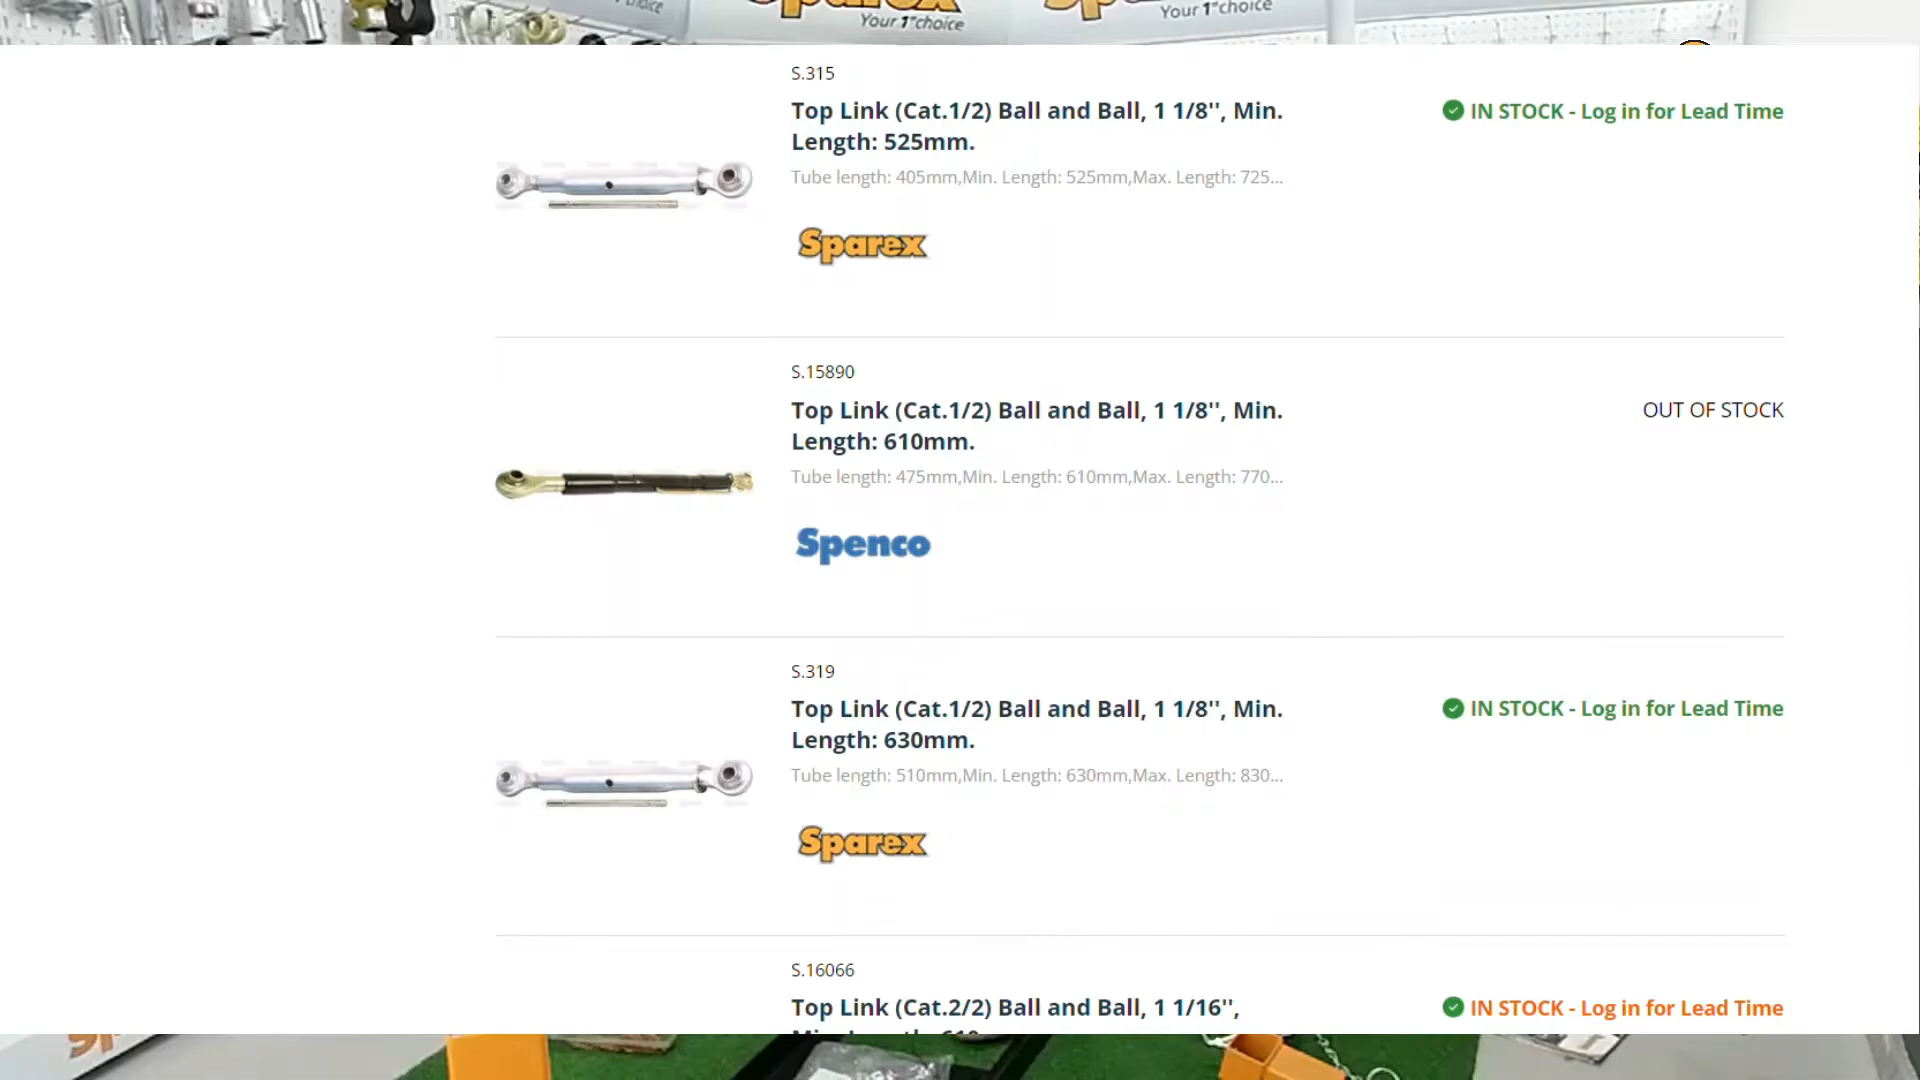 choice
Sparex
Your 1st choice
Your 1st choice
S.315
Top Link (Cat.1/2) Ball and Ball, 1 1/8'', Min.
Length: 525mm.
IN STOCK - Log in for Lead Time
Tube length: 405mm,Min. Length: 525mm,Max. Length: 725...
Sparex
S.15890
Top Link (Cat.1/2) Ball and Ball, 1 1/8'', Min.
Length: 610mm.
OUT OF STOCK
Tube length: 475mm,Min. Length: 610mm,Max. Length: 770...
Spenco
S.319
Top Link (Cat.1/2) Ball and Ball, 1 1/8'', Min.
Length: 630mm.
IN STOCK - Log in for Lead Time
Tube length: 510mm,Min. Length: 630mm,Max. Length: 830...
Sparex
S.16066
Top Link (Cat.2/2) Ball and Ball, 1 1/16'',
IN STOCK - Log in for Lead Time